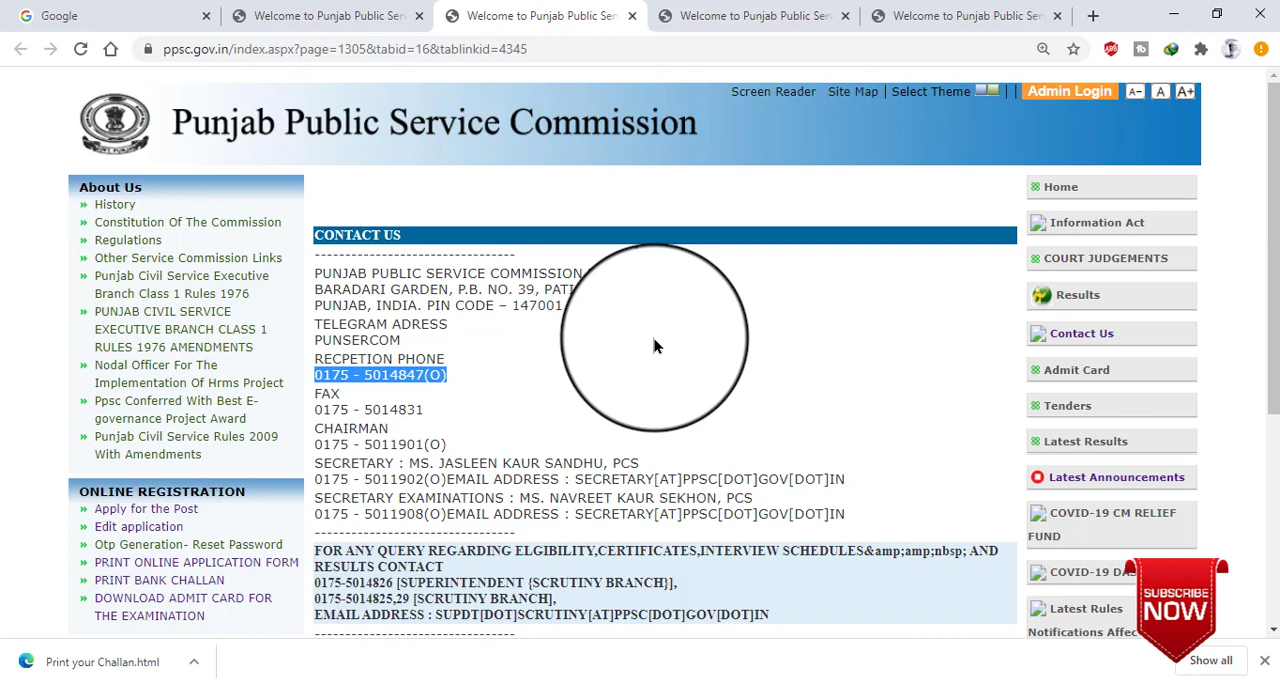 Google
Welcome to Punjab Public Serv
Welcome to Punjab Public Serv
Welcome to Punjab Public Serv
Welcome to Punjab Public Serv
ppsc.gov.in/index.aspx?page=1305&tabid=16&tablinkid=4345
Screen Reader Site Map | Select Theme | | Admin Login A- A A+
Punjab Public Service Commission
About Us
History
Constitution Of The Commission
Regulations
Other Service Commission Links
Punjab Civil Service Executive
Branch Class 1 Rules 1976
PUNJAB CIVIL SERVICE
EXECUTIVE BRANCH CLASS 1
RULES 1976 AMENDMENTS
Nodal Officer For The
Implementation Of Hrms Project
Ppsc Conferred With Best E-
governance Project Award
Punjab Civil Service Rules 2009
With Amendments
ONLINE REGISTRATION
Apply for the Post
Edit application
Otp Generation- Reset Password
PRINT ONLINE APPLICATION FORM
PRINT BANK CHALLAN
DOWNLOAD ADMIT CARD FOR
THE EXAMINATION
CONTACT US
-------------------------------
PUNJAB PUBLIC SERVICE COMMISSION
BARADARI GARDEN, P.B. NO. 39,
PUNJAB, INDIA. PIN CODE – 147001
TELEGRAM ADRESS
PUNSERCOM
RECPETION PHONE
0175 - 5014847(O)
FAX
0175 - 5014831
CHAIRMAN
0175 - 5011901(O)
SECRETARY : MS. JASLEEN KAUR SANDHU, PCS
0175 - 5011902(O)EMAIL ADDRESS : SECRETARY[AT]PPSC[DOT]GOV[DOT]IN
SECRETARY EXAMINATIONS : MS. NAVREET KAUR SEKHON, PCS
0175 - 5011908(O)EMAIL ADDRESS : SECRETARY[AT]PPSC[DOT]GOV[DOT]IN
-------------------------------
FOR ANY QUERY REGARDING ELGIBILITY,CERTIFICATES,INTERVIEW SCHEDULES&amp;amp;nbsp; AND
RESULTS CONTACT
0175-5014826 [SUPERINTENDENT {SCRUTINY BRANCH}],
0175-5014825,29 [SCRUTINY BRANCH],
EMAIL ADDRESS : SUPDT[DOT]SCRUTINY[AT]PPSC[DOT]GOV[DOT]IN
-------------------------------
Home
Information Act
COURT JUDGEMENTS
Results
Contact Us
Admit Card
Tenders
Latest Results
Latest Announcements
COVID-19 CM RELIEF
FUND
COVID-19
Latest Rules
Notifications
SUBSCRIBE
NOW
Print your Challan.html
Show all